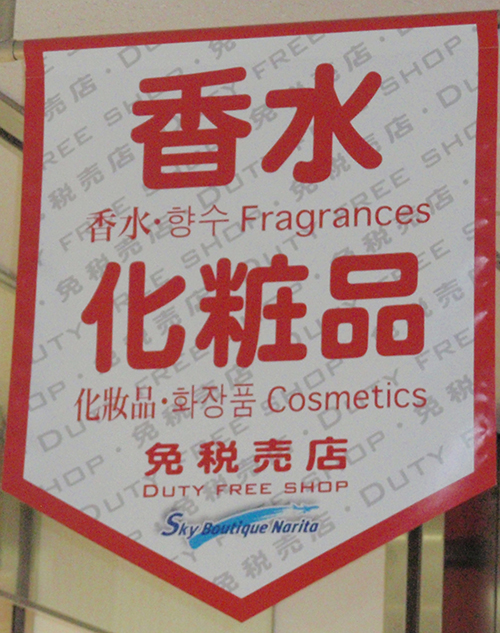 香水
香水·향수 Fragrances
化粧品
化妝品·화장품 Cosmetics
免税売店
DUTY FREE SHOP
Sky Boutique Narita